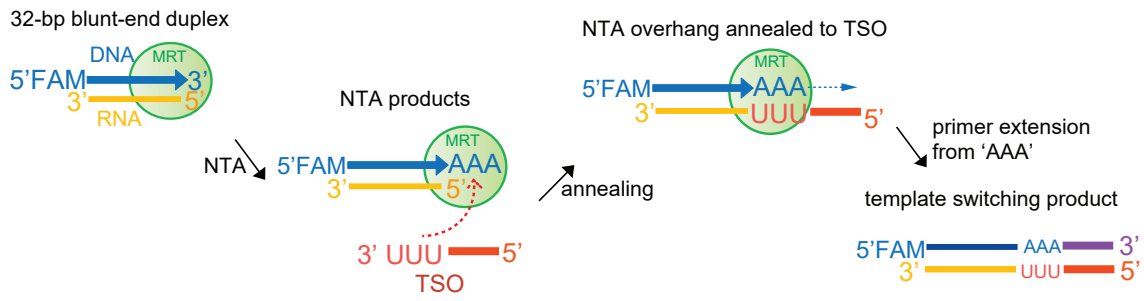 32-bp blunt-end duplex
DNA
MRT
5'FAM
3'
3'
5'
RNA
NTA
NTA products
MRT
5'FAM
AAA
3'
5'
3' UUU
5'
TSO
annealing
NTA overhang annealed to TSO
MRT
5'FAM
AAA
3'
UUU
5'
primer extension
from 'AAA'
template switching product
5'FAM
AAA
3'
3'
UUU
5'